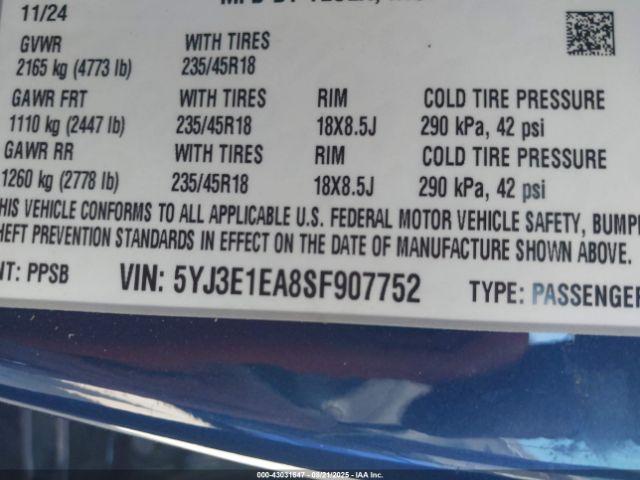 11/24
GVWR WITH TIRES
2165 kg (4773 lb) 235/45R18
GAWR FRT WITH TIRES RIM COLD TIRE PRESSURE
1110 kg (2447 lb) 235/45R18 18X8.5J 290 kPa, 42 psi
GAWR RR WITH TIRES RIM COLD TIRE PRESSURE
1260 kg (2778 lb) 235/45R18 18X8.5J 290 kPa, 42 psi
THIS VEHICLE CONFORMS TO ALL APPLICABLE U.S. FEDERAL MOTOR VEHICLE SAFETY, BUMP
HEFT PREVENTION STANDARDS IN EFFECT ON THE DATE OF MANUFACTURE SHOWN ABOVE.
NT: PPSB VIN: 5YJ3E1EA8SF907752 TYPE: PASSENGER
000-43031647 - 08/21/2025 - IAAI Inc.